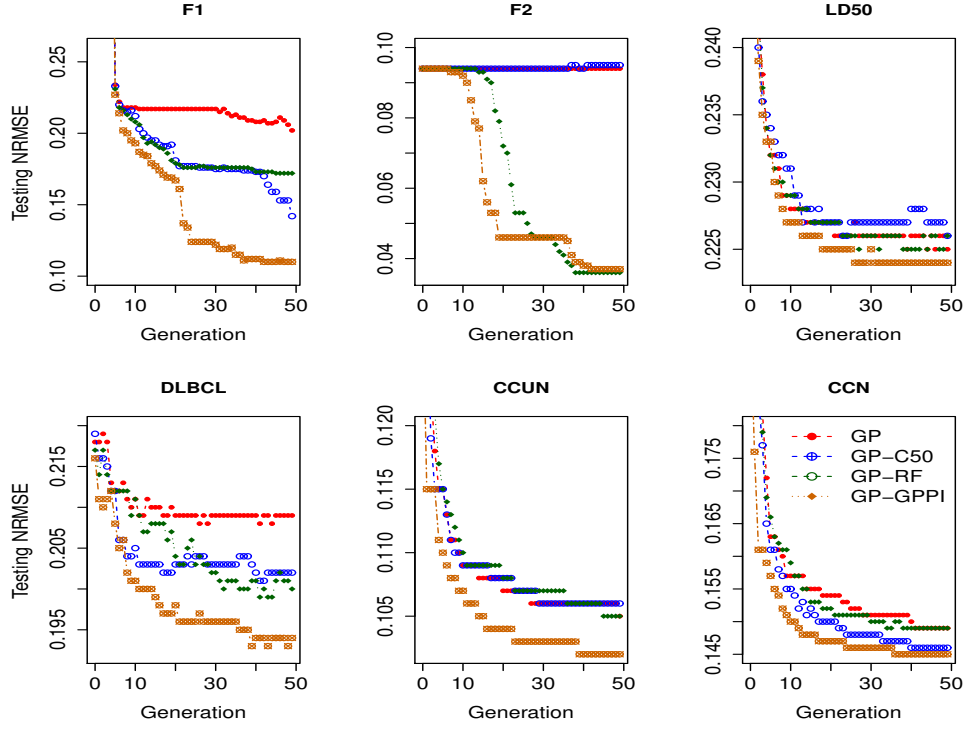 F1
F2
LD50
Testing NRMSE
0.10 0.15 0.20 0.25
0 10 30 50
Generation
0.04 0.06 0.08 0.10
0 10 30 50
Generation
0.225 0.230 0.235 0.240
0 10 30 50
Generation
DLBCL
CCUN
CCN
Testing NRMSE
0.195 0.205 0.215
0 10 30 50
Generation
0.105 0.110 0.115 0.120
0 10 30 50
Generation
0.145 0.155 0.165 0.175
0 10 30 50
Generation
GP
GP−C50
GP−RF
GP−GPPI